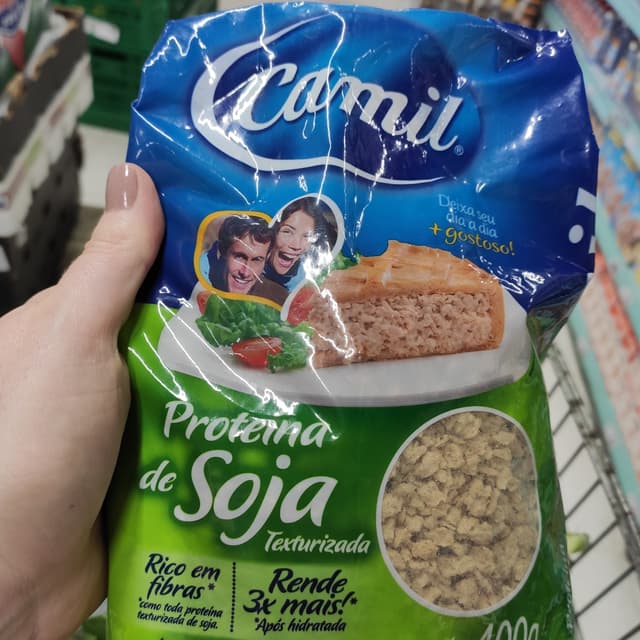 Camil®
Deixa seu
dia a dia
+ gostoso!
Proteína
de Soja
Texturizada
Rico em
fibras*
*como toda proteína
texturizada de soja.
Rende
3x mais!*
*Após hidratada
400g